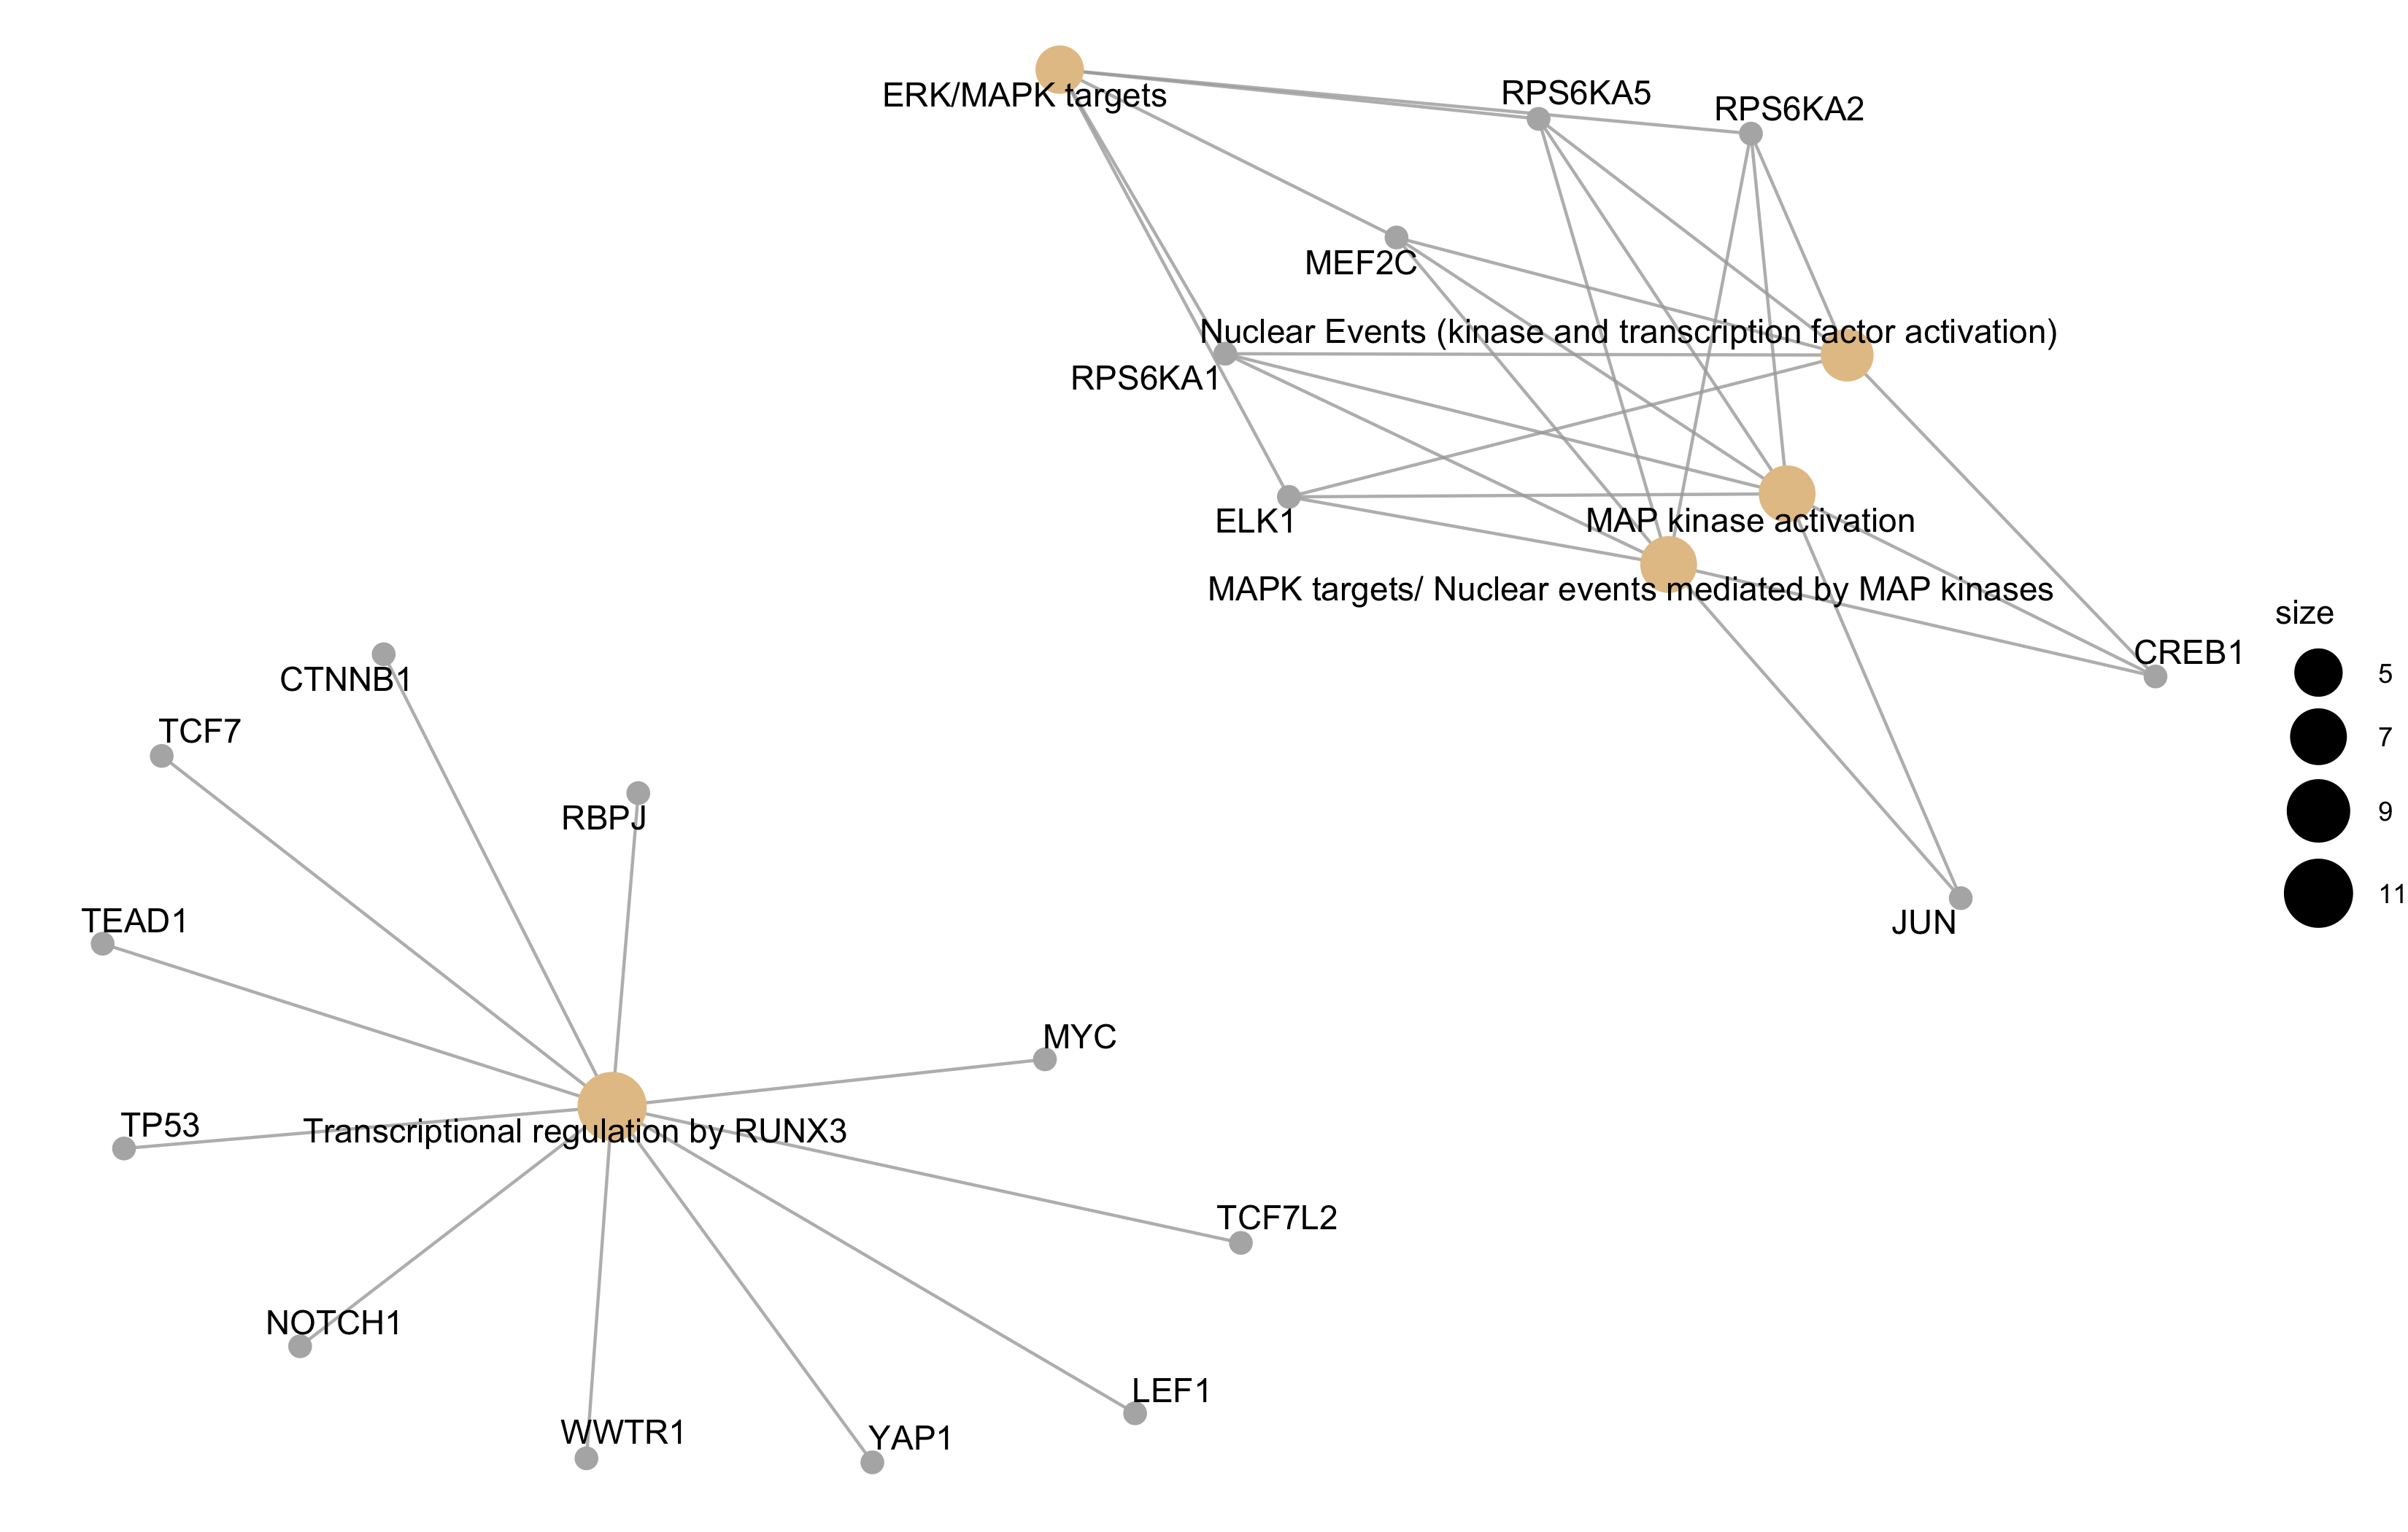 ERK/MAPK targets
RPS6KA5
RPS6KA2
MEF2C
Nuclear Events (kinase and transcription factor activation)
RPS6KA1
ELK1
MAP kinase activation
MAPK targets/ Nuclear events mediated by MAP kinases
CREB1
JUN
size
5
7
9
11
CTNNB1
TCF7
RBPJ
TEAD1
MYC
TP53
Transcriptional regulation by RUNX3
TCF7L2
NOTCH1
LEF1
WWTR1
YAP1